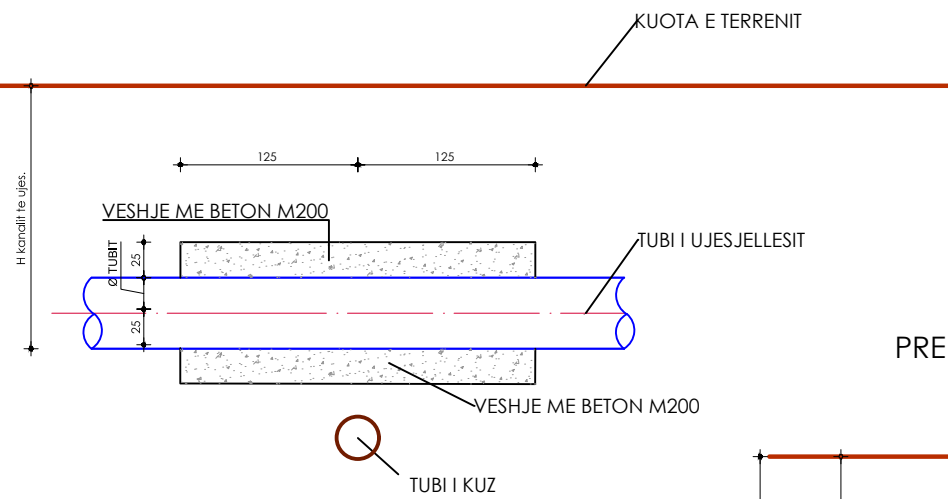 KUOTA E TERRENIT
125
125
H kandit te ujes.
VESHJE ME BETON M200
Ø TUBIT
25
TUBI I UJESJELLESIT
25
PRE
VESHJE ME BETON M200
TUBI I KUZ